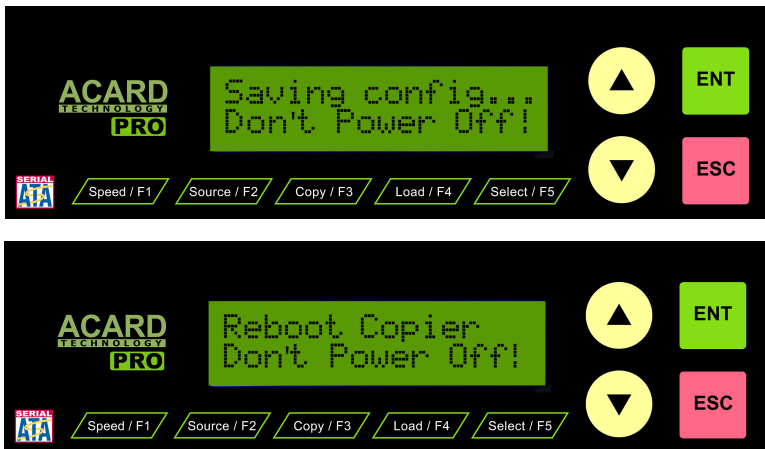 ACARD
TECHNOLOGY
PRO
Saving config...
Don't Power Off!
ENT
ESC
SERIAL
ATA
Speed / F1
Source / F2
Copy / F3
Load / F4
Select / F5
ACARD
TECHNOLOGY
PRO
Reboot Copier
Don't Power Off!
ENT
ESC
SERIAL
ATA
Speed / F1
Source / F2
Copy / F3
Load / F4
Select / F5